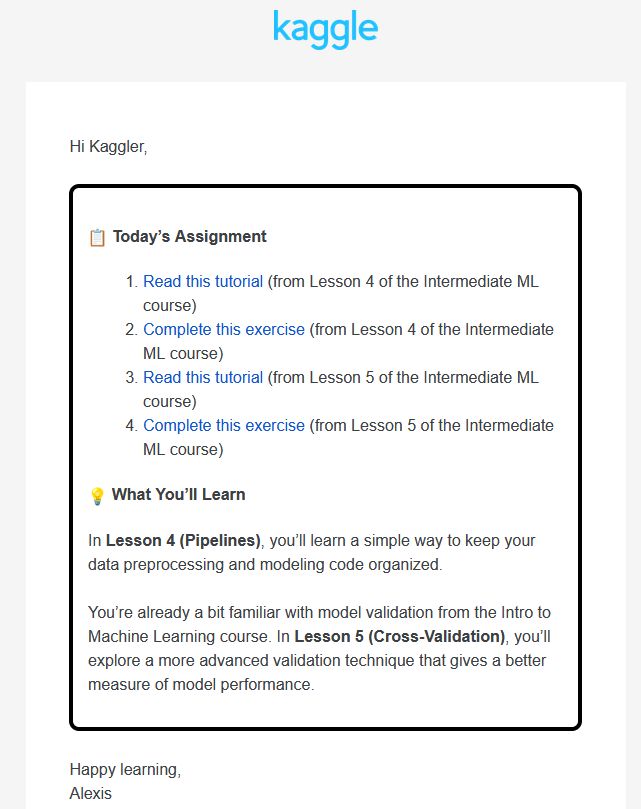 kaggle
Hi Kaggler,
📋 Today’s Assignment
1. Read this tutorial (from Lesson 4 of the Intermediate ML
course)
2. Complete this exercise (from Lesson 4 of the Intermediate
ML course)
3. Read this tutorial (from Lesson 5 of the Intermediate ML
course)
4. Complete this exercise (from Lesson 5 of the Intermediate
ML course)
💡 What You’ll Learn
In Lesson 4 (Pipelines), you’ll learn a simple way to keep your
data preprocessing and modeling code organized.
You’re already a bit familiar with model validation from the Intro to
Machine Learning course. In Lesson 5 (Cross-Validation), you’ll
explore a more advanced validation technique that gives a better
measure of model performance.
Happy learning,
Alexis